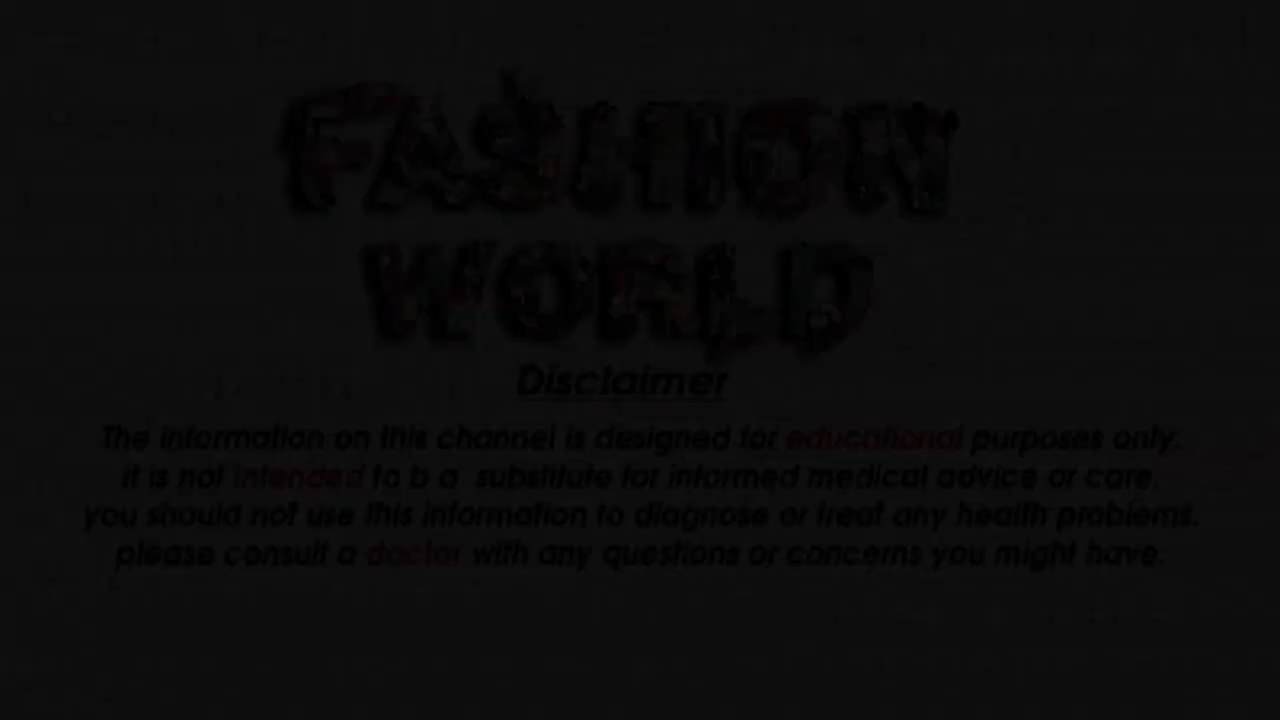 FASHION
WORLD
Disclaimer
The information on this channel is designed for educational purposes only.
it is not intended to b a substitute for informed medical advice or care.
you should not use this information to diagnose or treat any health problems.
please consult a doctor with any questions or concerns you might have.